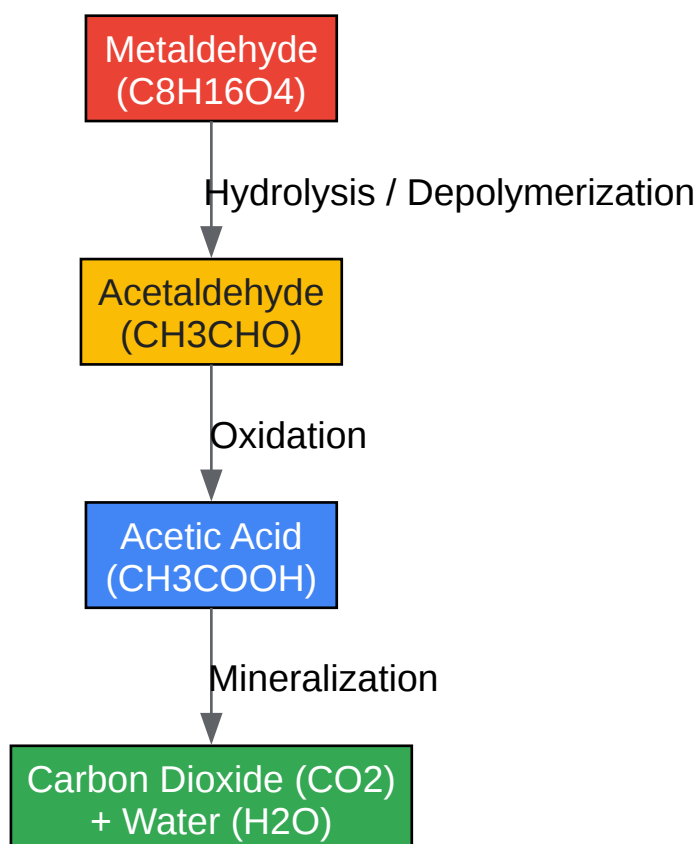 Metaldehyde
(C8H16O4)
Hydrolysis / Depolymerization
Acetaldehyde
(CH3CHO)
Oxidation
Acetic Acid
(CH3COOH)
Mineralization
Carbon Dioxide (CO2)
+ Water (H2O)